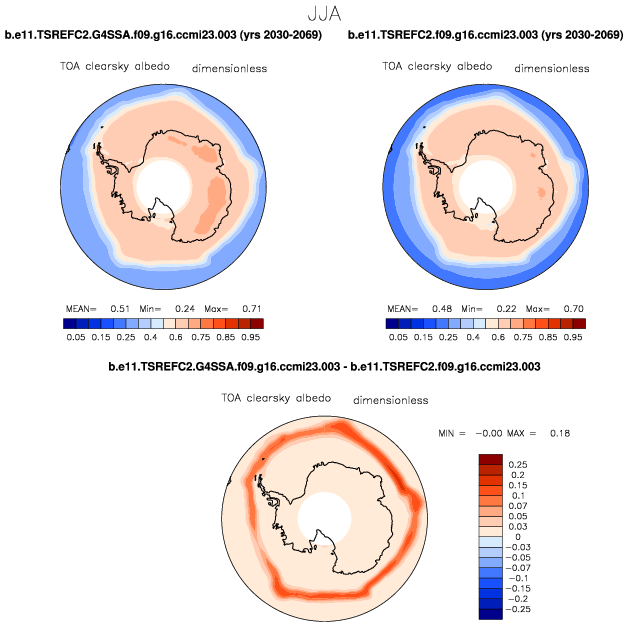 JJA
b.e11.TSREFC2.G4SSA.f09.g16.ccmi23.003 (yrs 2030-2069)
b.e11.TSREFC2.f09.g16.ccmi23.003 (yrs 2030-2069)
TOA clearsky albedo dimensionless
TOA clearsky albedo dimensionless
MEAN= 0.51 Min= 0.24 Max= 0.71
MEAN= 0.48 Min= 0.22 Max= 0.70
0.05 0.15 0.25 0.4 0.6 0.75 0.85 0.95
0.05 0.15 0.25 0.4 0.6 0.75 0.85 0.95
b.e11.TSREFC2.G4SSA.f09.g16.ccmi23.003 - b.e11.TSREFC2.f09.g16.ccmi23.003
TOA clearsky albedo dimensionless
MIN = -0.00 MAX = 0.18
0.25
0.2
0.15
0.1
0.07
0.05
0.03
0
-0.03
-0.05
-0.07
-0.1
-0.15
-0.2
-0.25